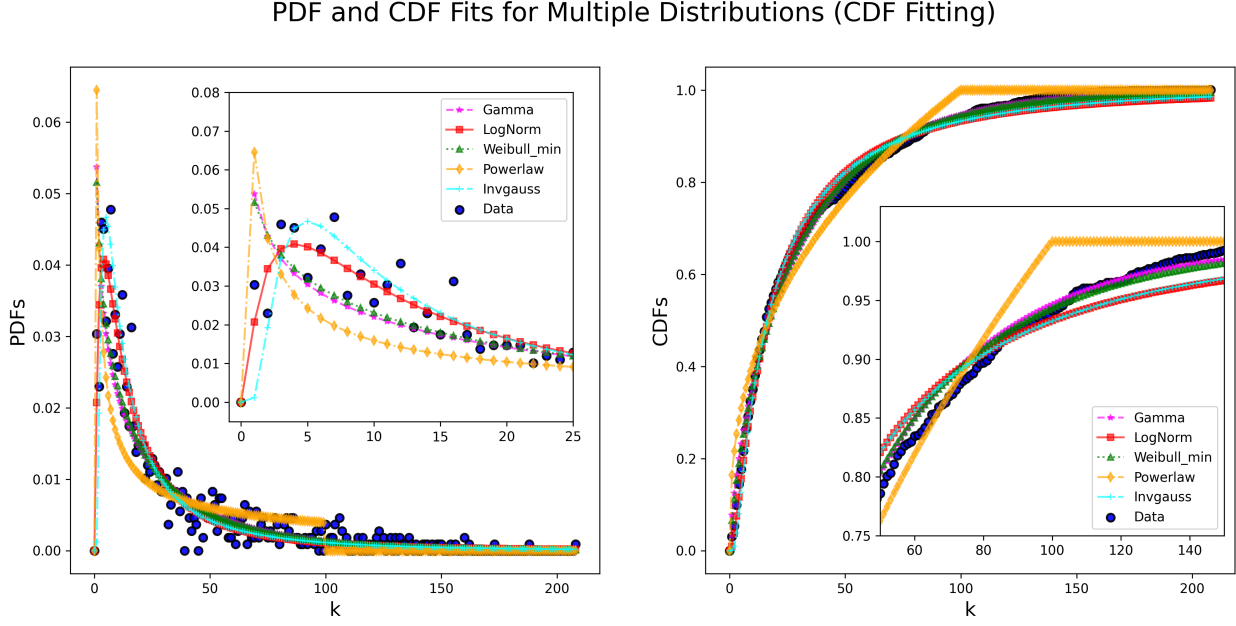 PDF and CDF Fits for Multiple Distributions (CDF Fitting)
PDFs
0.06
0.05
0.04
0.03
0.02
0.01
0.00
0
50
100
150
200
k
0.08
0.07
0.06
0.05
0.04
0.03
0.02
0.01
0.00
0
5
10
15
20
25
Gamma
LogNorm
Weibull_min
Powerlaw
Invgauss
Data
CDFs
1.0
0.8
0.6
0.4
0.2
0.0
0
50
100
150
200
k
1.00
0.95
0.90
0.85
0.80
0.75
60
80
100
120
140
Gamma
LogNorm
Weibull_min
Powerlaw
Invgauss
Data